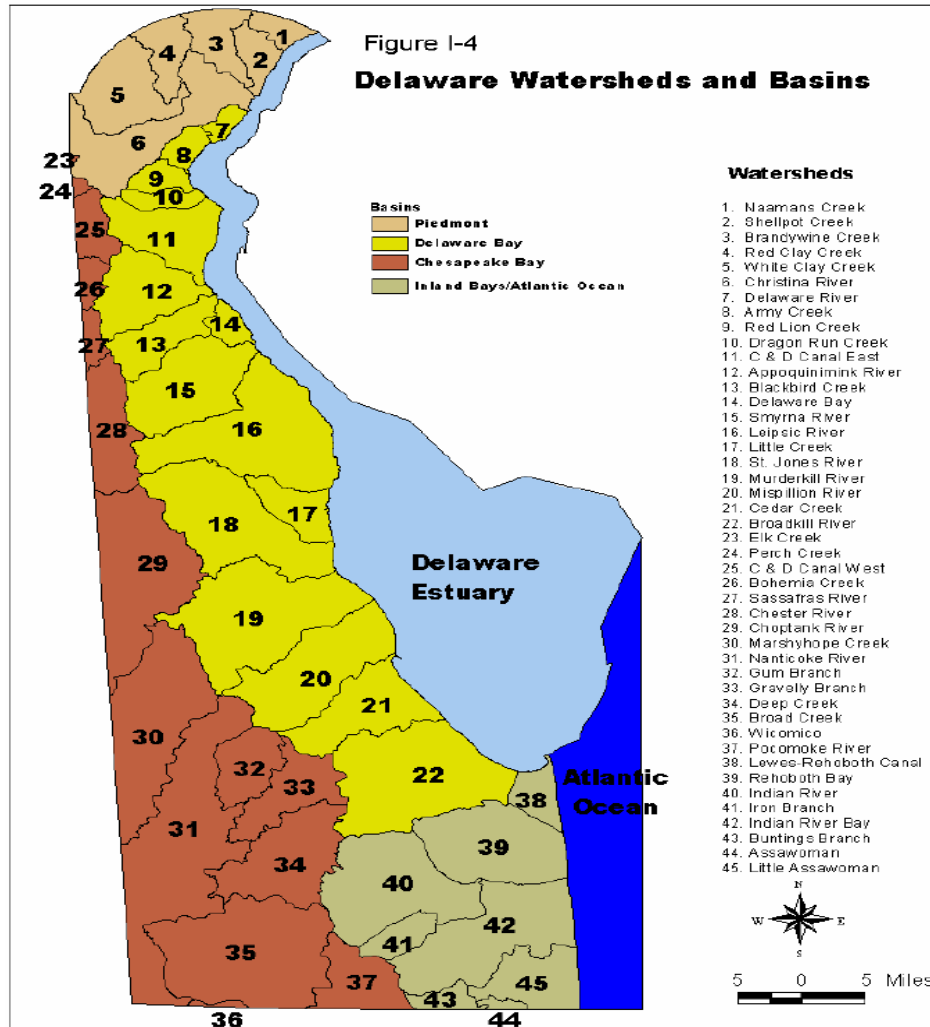 Figure I-4
Delaware Watersheds and Basins
1
2
3
4
5
6
7
8
9
10
11
12
13
14
15
16
17
18
19
20
21
22
23
24
25
26
27
28
29
30
31
32
33
34
35
36
37
38
39
40
41
42
43
44
45
Basins
Piedmont
Delaware Bay
Chesapeake Bay
Inland Bays/Atlantic Ocean
Delaware
Estuary
Atlantic
Ocean
Watersheds
1. Naamans Creek
2. Shellpot Creek
3. Brandywine Creek
4. Red Clay Creek
5. White Clay Creek
6. Christina River
7. Delaware River
8. Army Creek
9. Red Lion Creek
10. Dragon Run Creek
11. C & D Canal East
12. Appoquinimink River
13. Blackbird Creek
14. Delaware Bay
15. Smyrna River
16. Leipsic River
17. Little Creek
18. St. Jones River
19. Murderkill River
20. Mispillion River
21. Cedar Creek
22. Broadkill River
23. Elk Creek
24. Perch Creek
25. C & D Canal West
26. Bohemia Creek
27. Sassafras River
28. Chester River
29. Choptank River
30. Marshyhope Creek
31. Nanticoke River
32. Gum Branch
33. Gravelly Branch
34. Deep Creek
35. Broad Creek
36. Wicomico
37. Pocomoke River
38. Lewes-Rehoboth Canal
39. Rehoboth Bay
40. Indian River
41. Iron Branch
42. Indian River Bay
43. Buntings Branch
44. Assawoman
45. Little Assawoman
N
W E
S
5 0 5 Miles